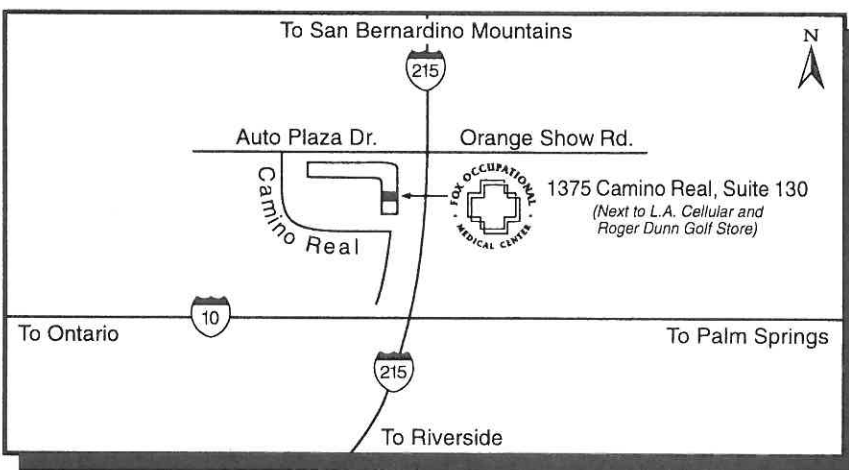 To San Bernardino Mountains
N
215
Auto Plaza Dr.
Orange Show Rd.
Camino Real
FOX OCCUPATIONAL
· MEDICAL CENTER ·
1375 Camino Real, Suite 130
(Next to L.A. Cellular and
Roger Dunn Golf Store)
10
To Ontario
To Palm Springs
215
To Riverside